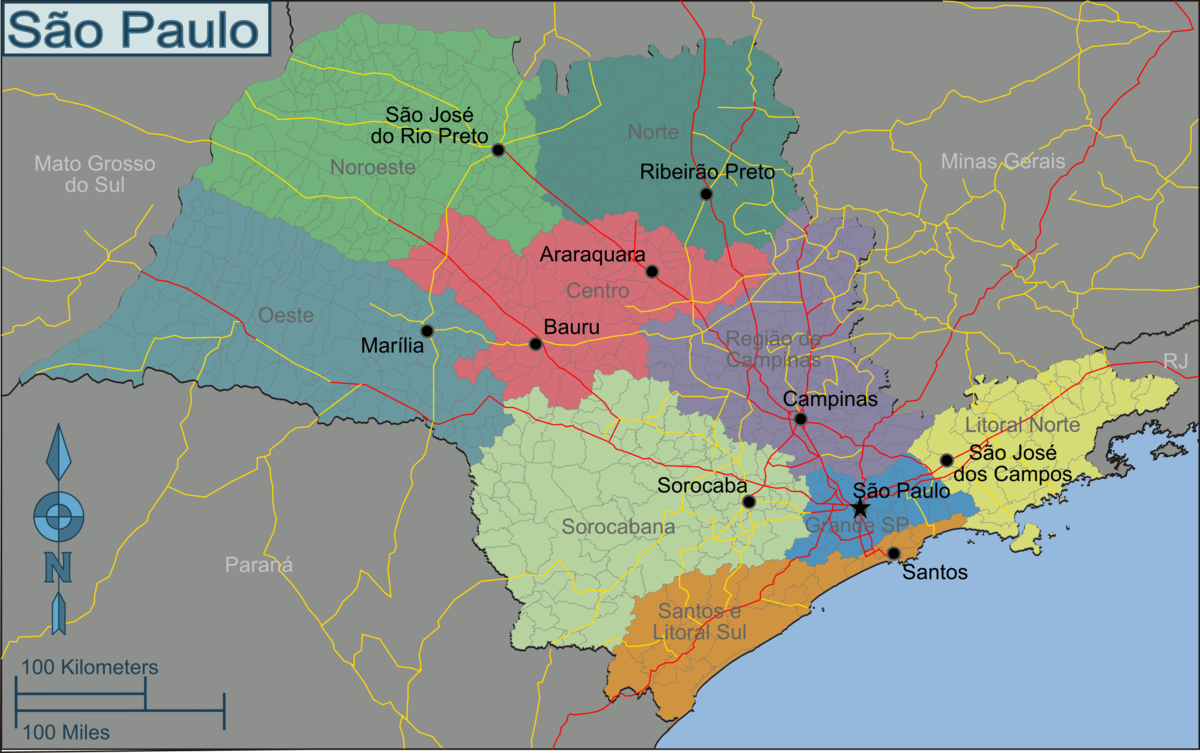 São Paulo
São José
do Rio Preto
Noroeste
Norte
Ribeirão Preto
Mato Grosso
do Sul
Minas Gerais
Araraquara
Centro
Oeste
Marília
Bauru
Região de
Campinas
Campinas
RJ
Litoral Norte
São José
dos Campos
Sorocaba
São Paulo
Grande SP
Sorocabana
Santos
Paraná
Santos e
Litoral Sul
N
100 Kilometers
100 Miles